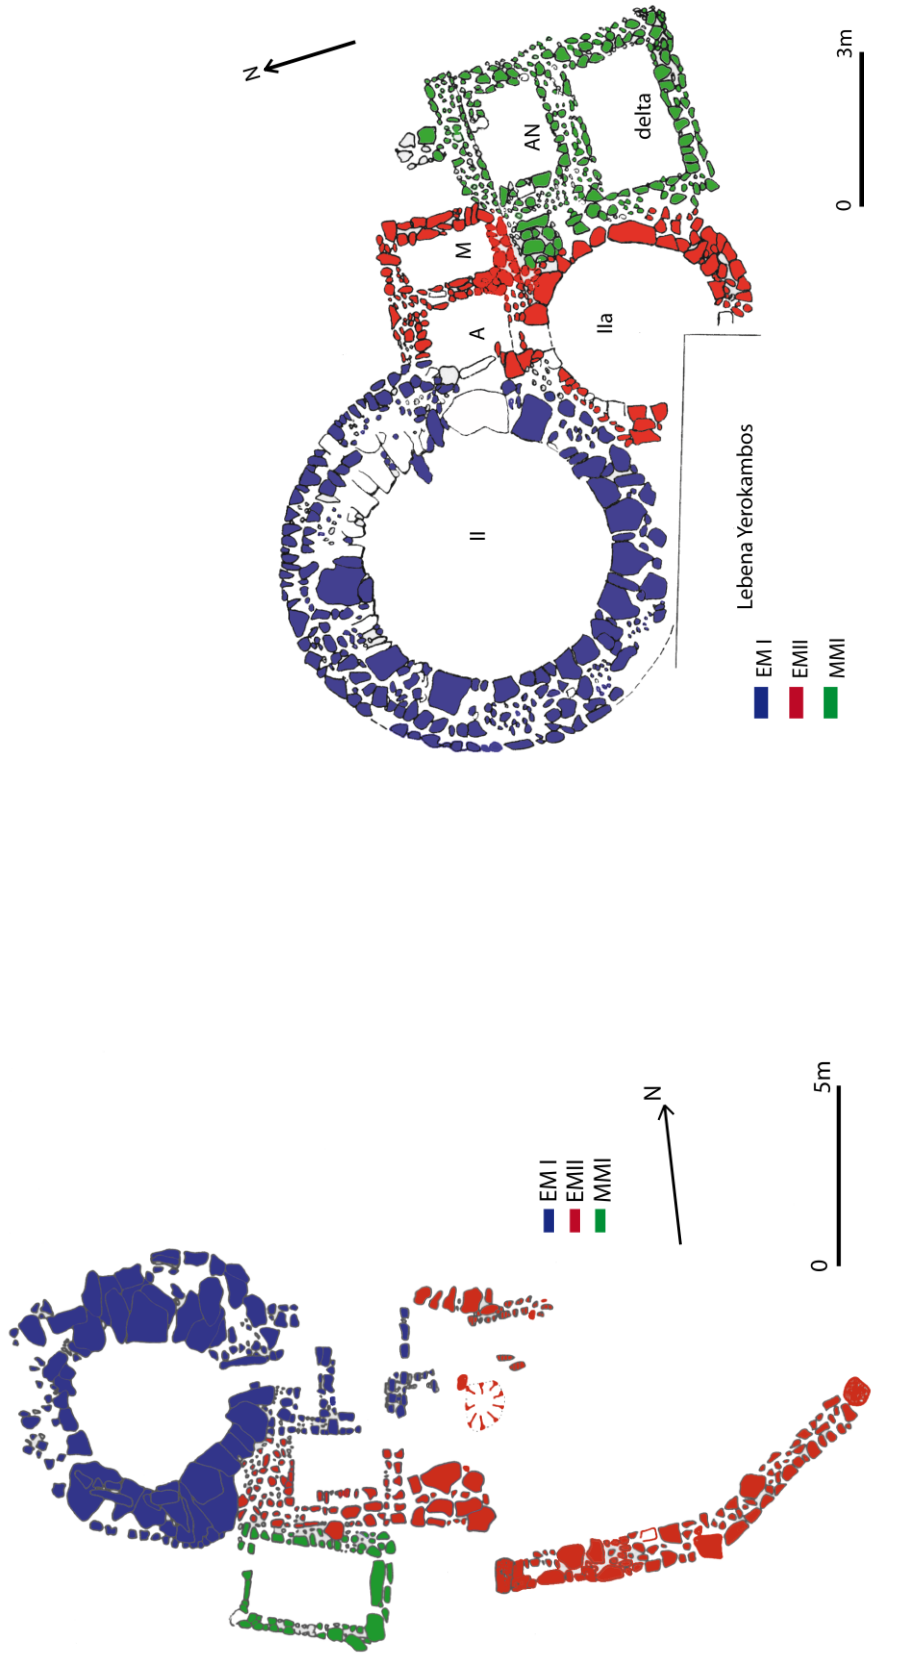 N
3m
0
AN
delta
M
A
IIa
II
Lebena Yerokambos
EM I
EMII
MMI
N
5m
0
EM I
EMII
MMI